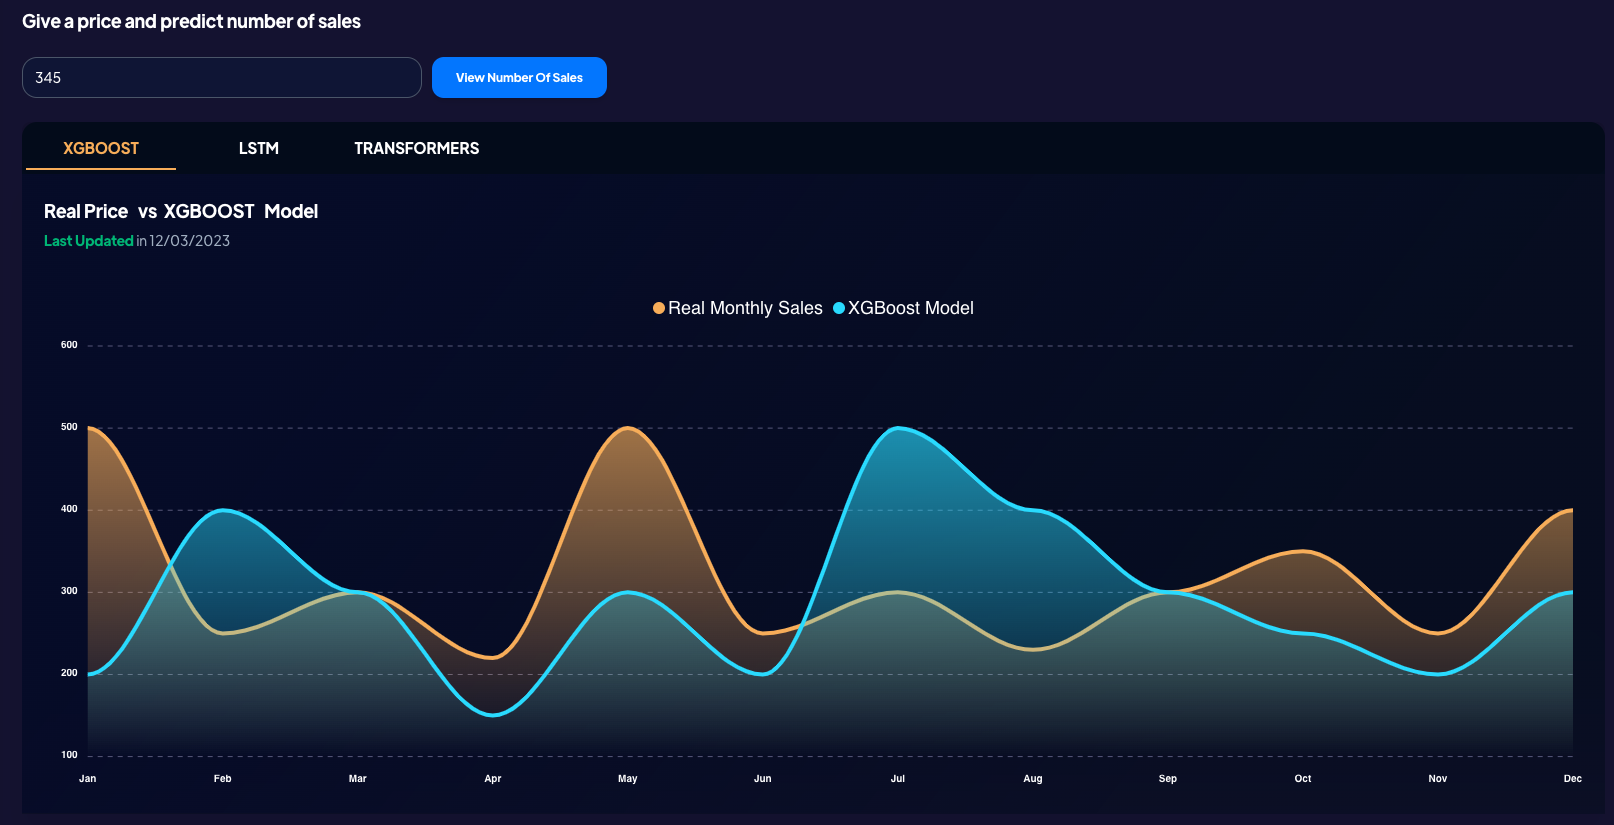 Give a price and predict number of sales
345
View Number Of Sales
XGBOOST LSTM TRANSFORMERS
Real Price vs XGBOOST Model
Last Updated in 12/03/2023
Real Monthly Sales XGBoost Model
600
500
400
300
200
100
Jan Feb Mar Apr May Jun Jul Aug Sep Oct Nov Dec